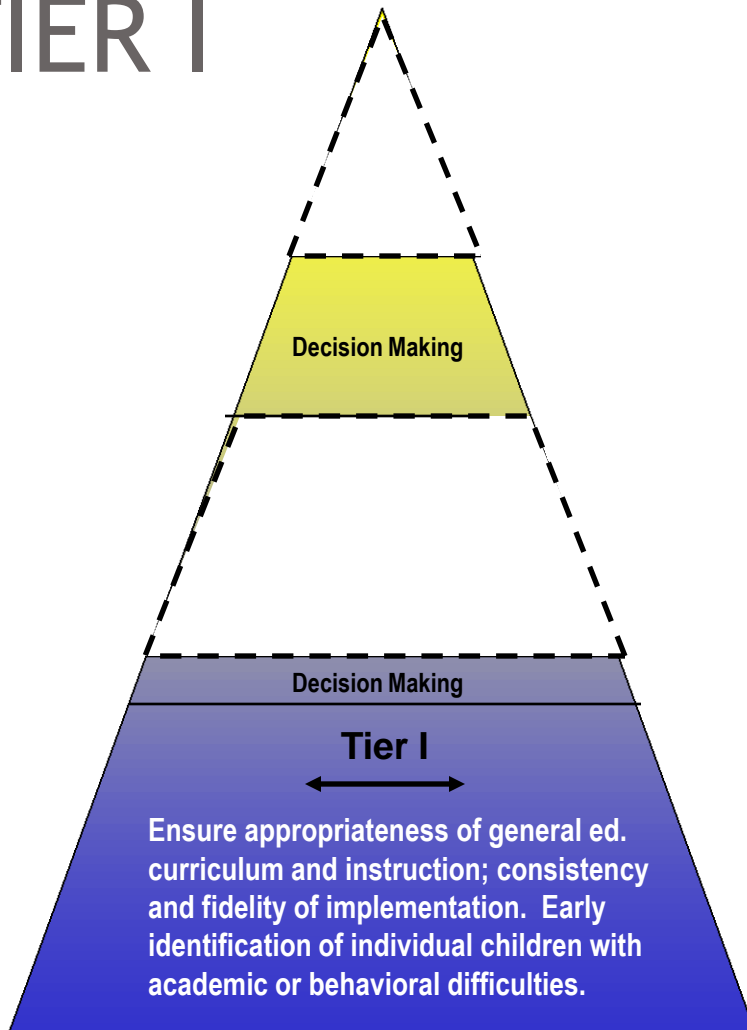 TIER I
Decision Making
Decision Making
Tier I
Ensure appropriateness of general ed.
curriculum and instruction; consistency
and fidelity of implementation.  Early
identification of individual children with
academic or behavioral difficulties.